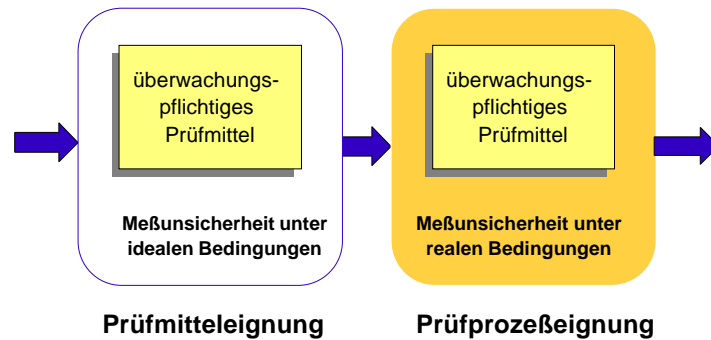 überwachungs-
pflichtiges
Prüfmittel
Meßunsicherheit unter
idealen Bedingungen
Prüfmitteleignung
überwachungs-
pflichtiges
Prüfmittel
Meßunsicherheit unter
realen Bedingungen
Prüfprozeßeignung